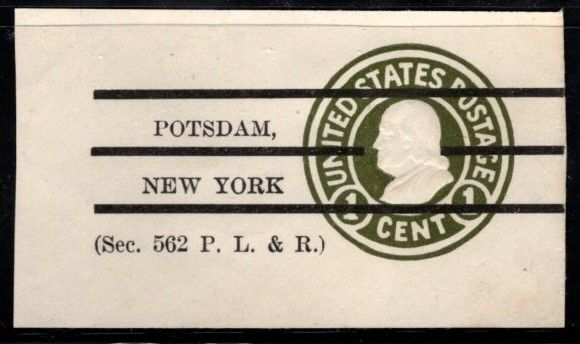 POTSDAM,
NEW YORK
(Sec. 562 P. L. & R.)
UNITED STATES POSTAGE
1 CENT 1